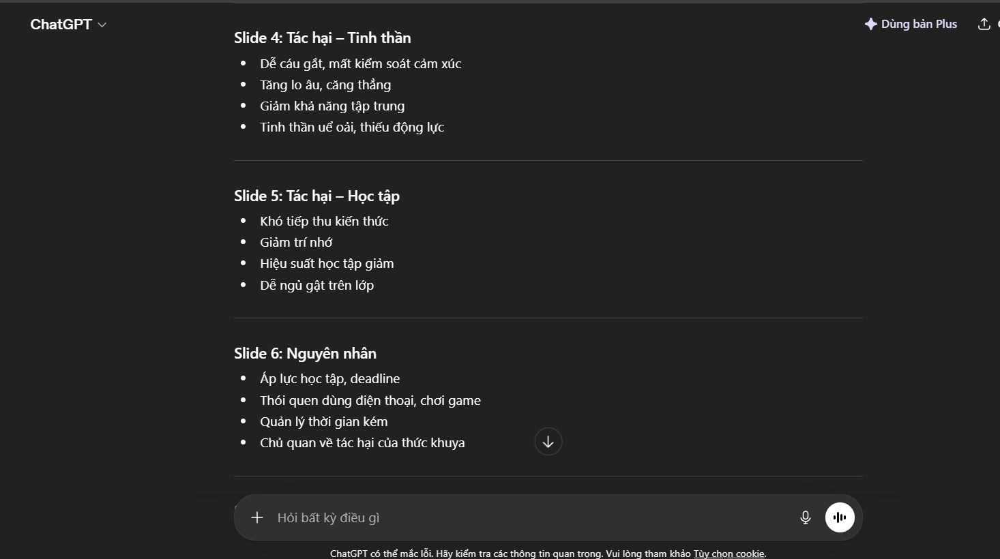 ChatGPT
Dùng bản Plus
Slide 4: Tác hại – Tinh thần
• Dễ cáu gắt, mất kiểm soát cảm xúc
• Tăng lo âu, căng thẳng
• Giảm khả năng tập trung
• Tinh thần uể oải, thiếu động lực
Slide 5: Tác hại – Học tập
• Khó tiếp thu kiến thức
• Giảm trí nhớ
• Hiệu suất học tập giảm
• Dễ ngủ gật trên lớp
Slide 6: Nguyên nhân
• Áp lực học tập, deadline
• Thói quen dùng điện thoại, chơi game
• Quản lý thời gian kém
• Chủ quan về tác hại của thức khuya
Hỏi bất kỳ điều gì
ChatGPT có thể mắc lỗi. Hãy kiểm tra các thông tin quan trọng. Vui lòng tham khảo Tùy chọn cookie.